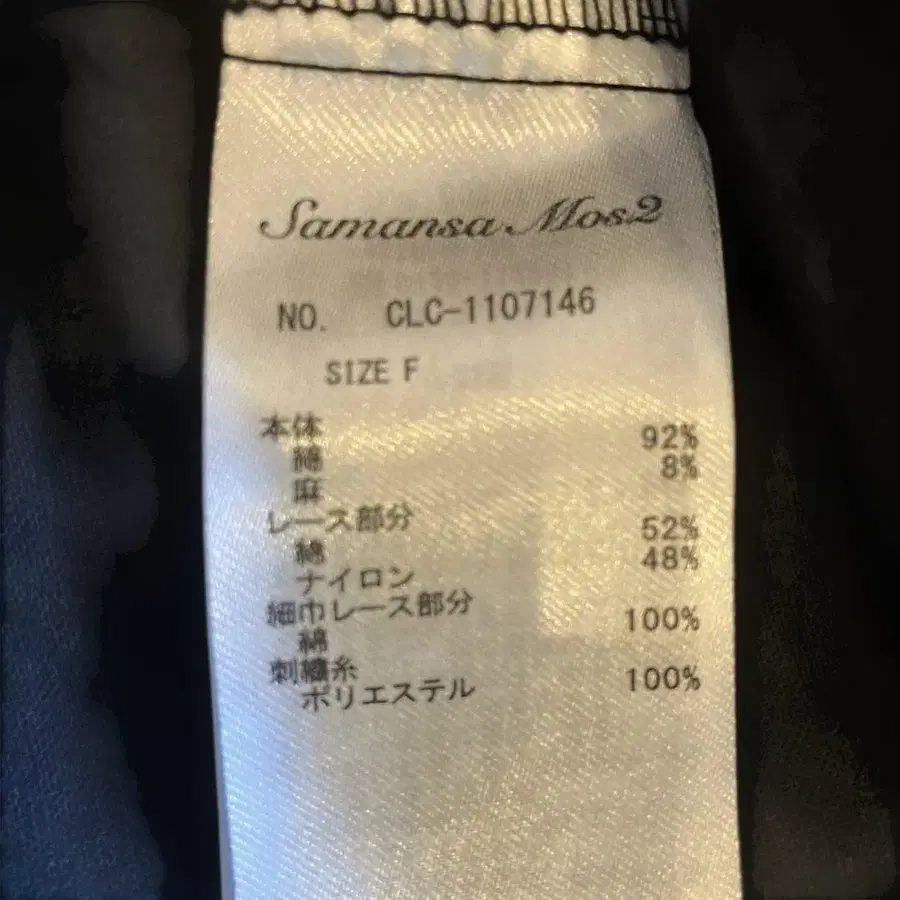 Samansa Mos2
NO. CLC-1107146
SIZE F
本体
綿 92%
麻 8%
レース部分
綿 52%
ナイロン 48%
細巾レース部分
綿 100%
刺繍糸
ポリエステル 100%